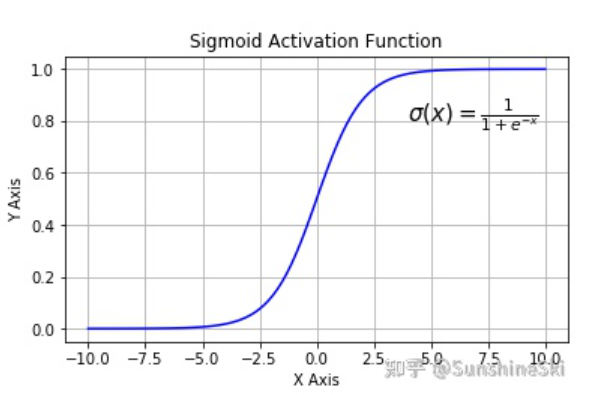 Sigmoid Activation Function
1.0
σ(x) = 1/(1 + e^{-x})
0.8
0.6
Y Axis
0.4
0.2
0.0
−10.0 −7.5 −5.0 −2.5 0.0 2.5 5.0 7.5 10.0
知乎 @SunshineSki
X Axis